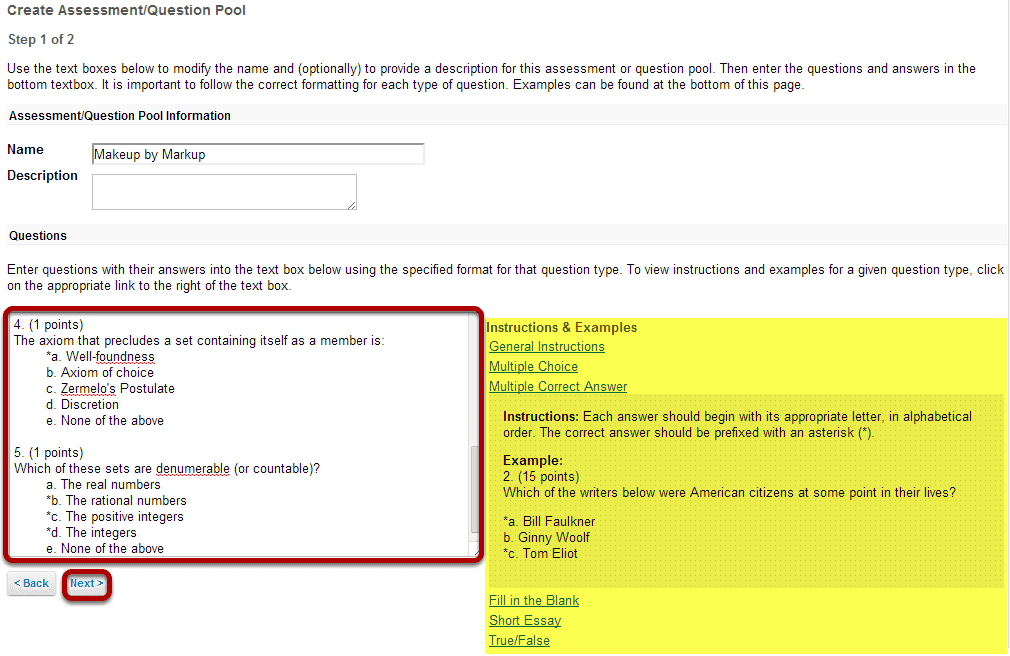 Create Assessment/Question Pool
Step 1 of 2
Use the text boxes below to modify the name and (optionally) to provide a description for this assessment or question pool. Then enter the questions and answers in the
bottom textbox. It is important to follow the correct formatting for each type of question. Examples can be found at the bottom of this page.
Assessment/Question Pool Information
Name
Makeup by Markup
Description
Questions
Enter questions with their answers into the text box below using the specified format for that question type. To view instructions and examples for a given question type, click
on the appropriate link to the right of the text box.
4. (1 points)
The axiom that precludes a set containing itself as a member is:
*a. Well-foundness
b. Axiom of choice
c. Zermelo's Postulate
d. Discretion
e. None of the above
5. (1 points)
Which of these sets are denumerable (or countable)?
a. The real numbers
*b. The rational numbers
*c. The positive integers
*d. The integers
e. None of the above
< Back
Next >
Instructions & Examples
General Instructions
Multiple Choice
Multiple Correct Answer
Instructions: Each answer should begin with its appropriate letter, in alphabetical
order. The correct answer should be prefixed with an asterisk (*).
Example:
2. (15 points)
Which of the writers below were American citizens at some point in their lives?
*a. Bill Faulkner
b. Ginny Woolf
*c. Tom Eliot
Fill in the Blank
Short Essay
True/False